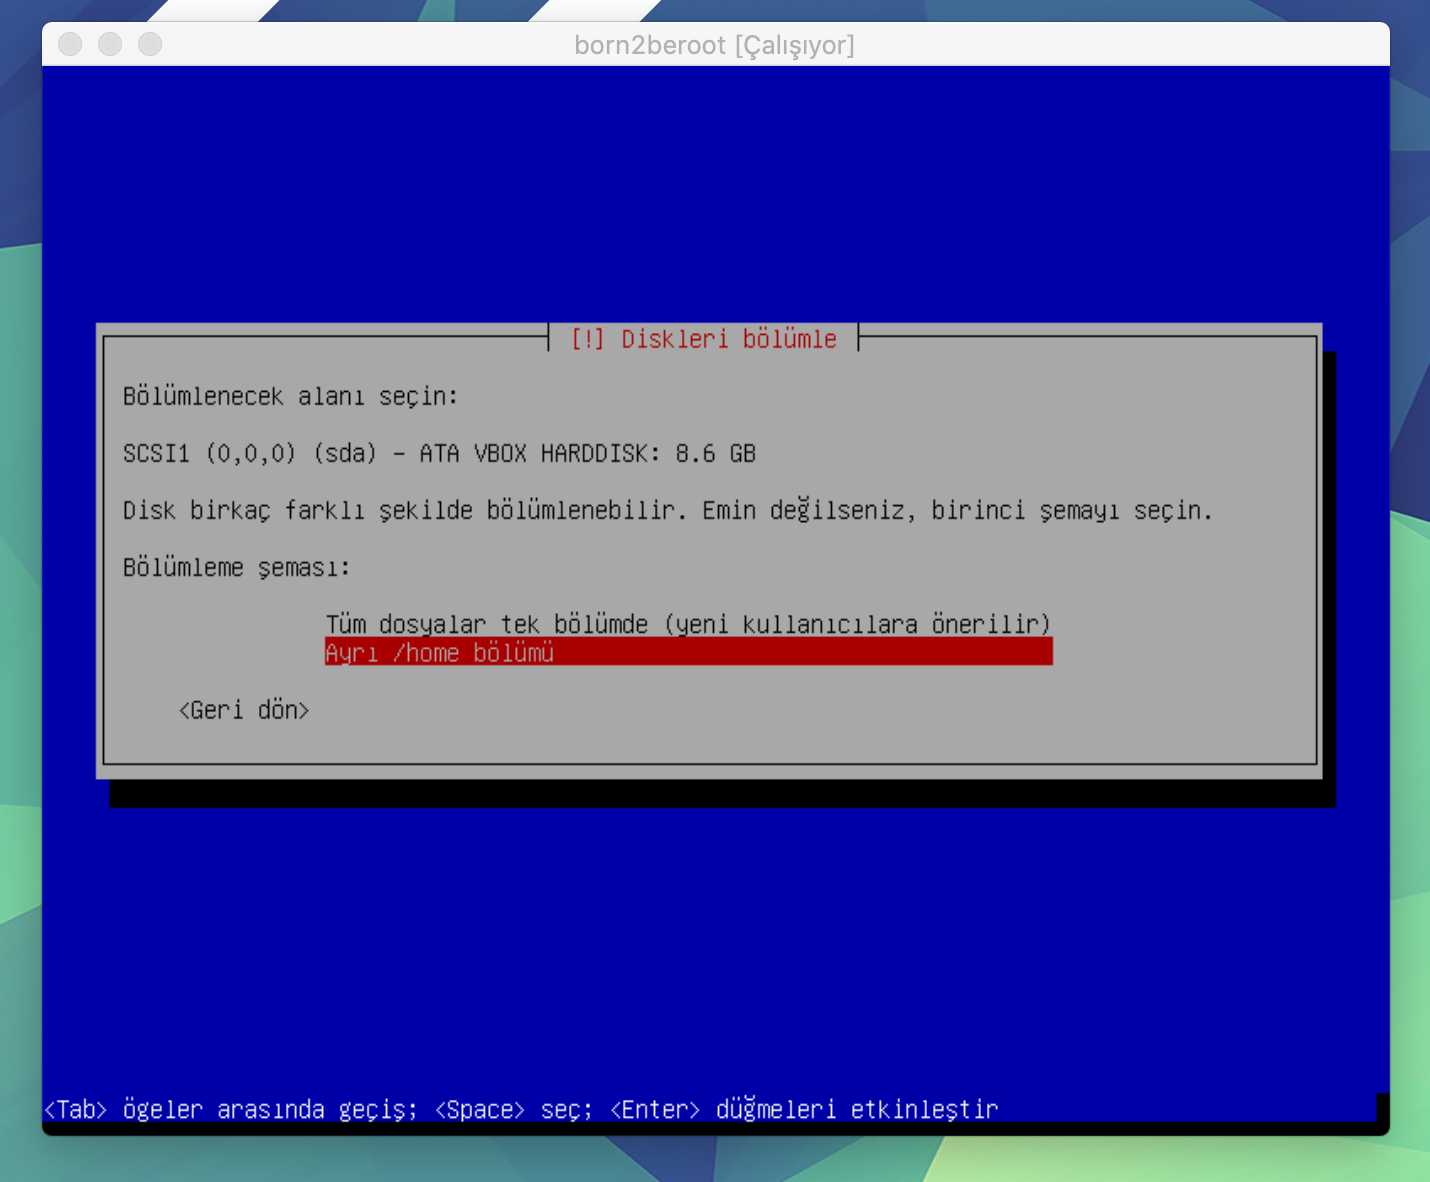 born2beroot [Çalışıyor]
[!] Diskleri bölümle
Bölümlenecek alanı seçin:
SCSI1 (0,0,0) (sda) - ATA VBOX HARDDISK: 8.6 GB
Disk birkaç farklı şekilde bölümlenebilir. Emin değilseniz, birinci şemayı seçin.
Bölümleme şeması:
Tüm dosyalar tek bölümde (yeni kullanıcılara önerilir)
Ayrı /home bölümü
<Geri dön>
<Tab> ögeler arasında geçiş; <Space> seç; <Enter> düğmeleri etkinleştir